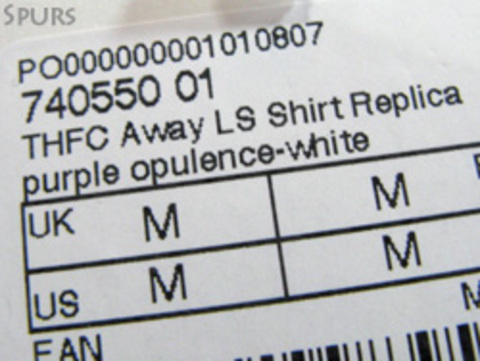 SPURS
PO000000001010807
740550 01
THFC Away LS Shirt Replica
purple opulence-white
UK M M
US M M
M
EAN